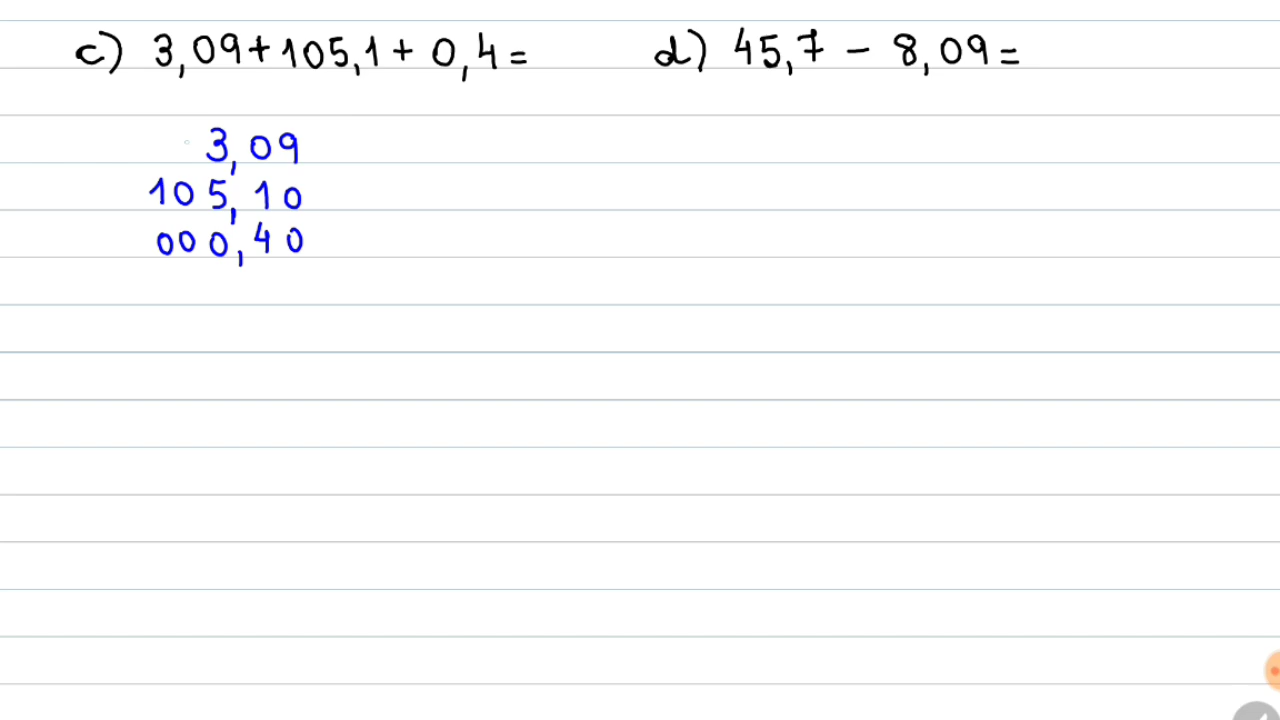 c) 3,09+105,1+0,4= d) 45,7-8,09=
3,09
105,10
000,40